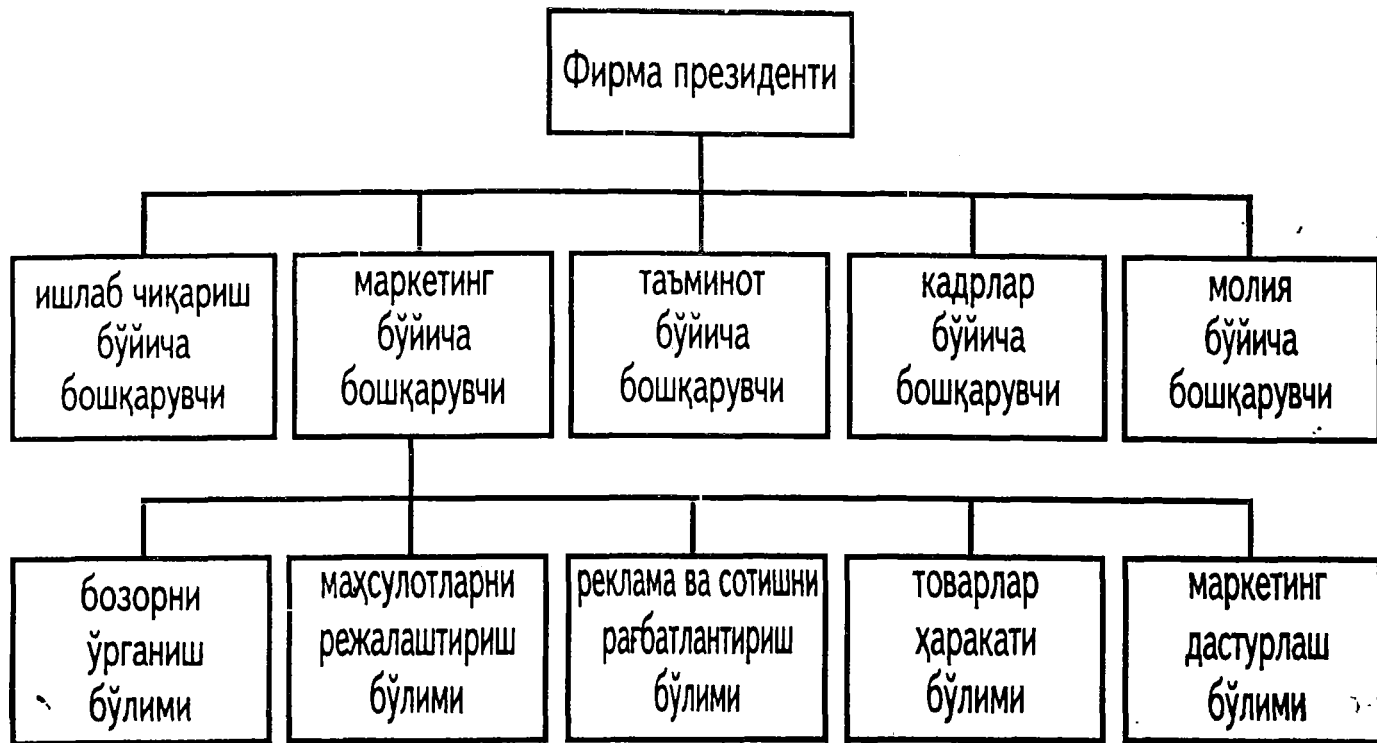 Фирма президенти
ишлаб чиқариш
бўйича
бошқарувчи
маркетинг
бўйича
бошқарувчи
таъминот
бўйича
бошқарувчи
кадрлар
бўйича
бошқарувчи
молия
бўйича
бошқарувчи
бозорни
ўрганиш
бўлими
маҳсулотларни
режалаштириш
бўлими
реклама ва сотишни
рағбатлантириш
бўлими
товарлар
ҳаракати
бўлими
маркетинг
дастурлаш
бўлими